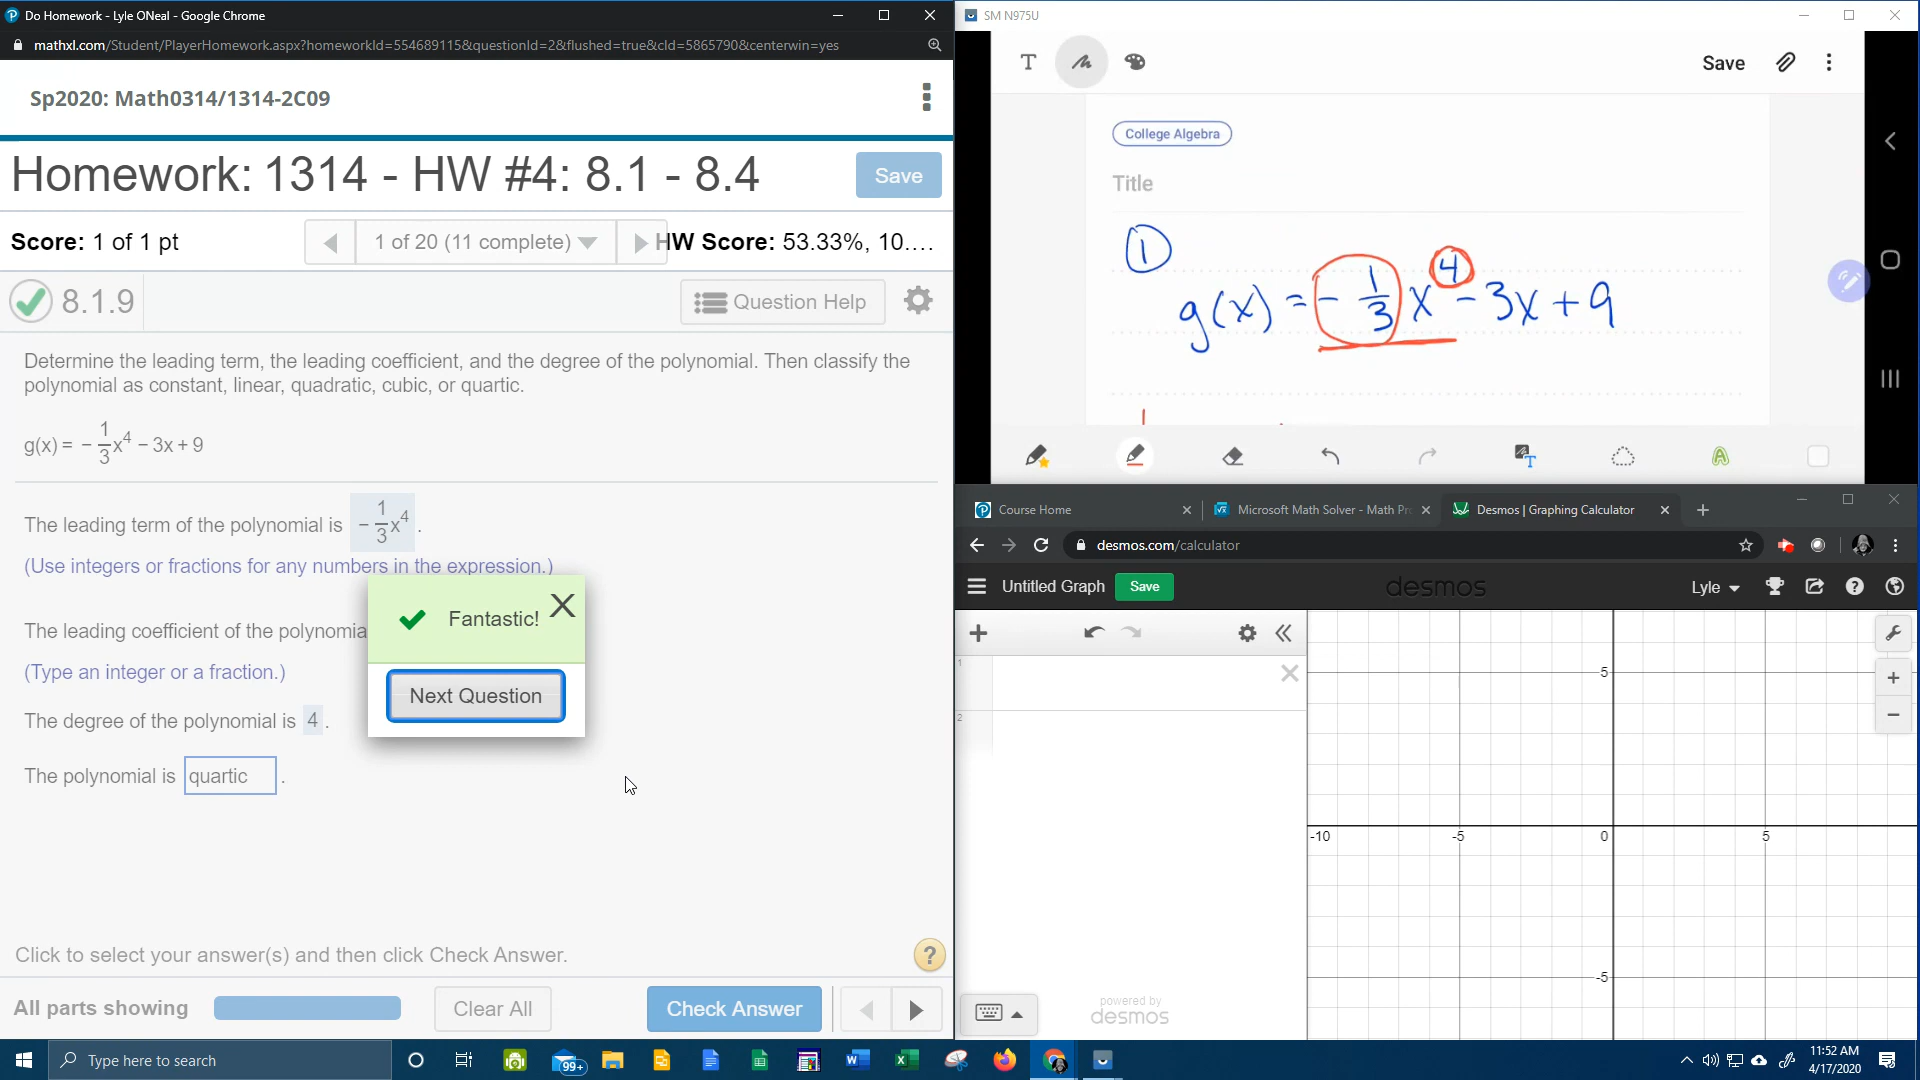 Do Homework - Lyle ONeal - Google Chrome
mathxl.com/Student/PlayerHomework.aspx?homeworkId=554689115&questionId=2&flushed=true&cId=5865790&centerwin=yes
Sp2020: Math0314/1314-2C09
Homework: 1314 - HW #4: 8.1 - 8.4
Save
Score: 1 of 1 pt
1 of 20 (11 complete)
HW Score: 53.33%, 10....
8.1.9
Question Help
Determine the leading term, the leading coefficient, and the degree of the polynomial. Then classify the
polynomial as constant, linear, quadratic, cubic, or quartic.
g(x) = -1/3x^4 - 3x + 9
The leading term of the polynomial is -1/3x^4.
(Use integers or fractions for any numbers in the expression.)
The leading coefficient of the polynomia
(Type an integer or a fraction.)
The degree of the polynomial is 4.
The polynomial is quartic.
Fantastic!
Next Question
Click to select your answer(s) and then click Check Answer.
?
All parts showing
Clear All
Check Answer
SM N975U
T
Save
College Algebra
Title
1
g(x) = -1/3 x^4 - 3x + 9
Course Home
Microsoft Math Solver - Math Pr
Desmos | Graphing Calculator
desmos.com/calculator
Untitled Graph
Save
desmos
Lyle
1
2
5
-10
-5
0
5
-5
powered by
desmos
Type here to search
99+
11:52 AM
4/17/2020